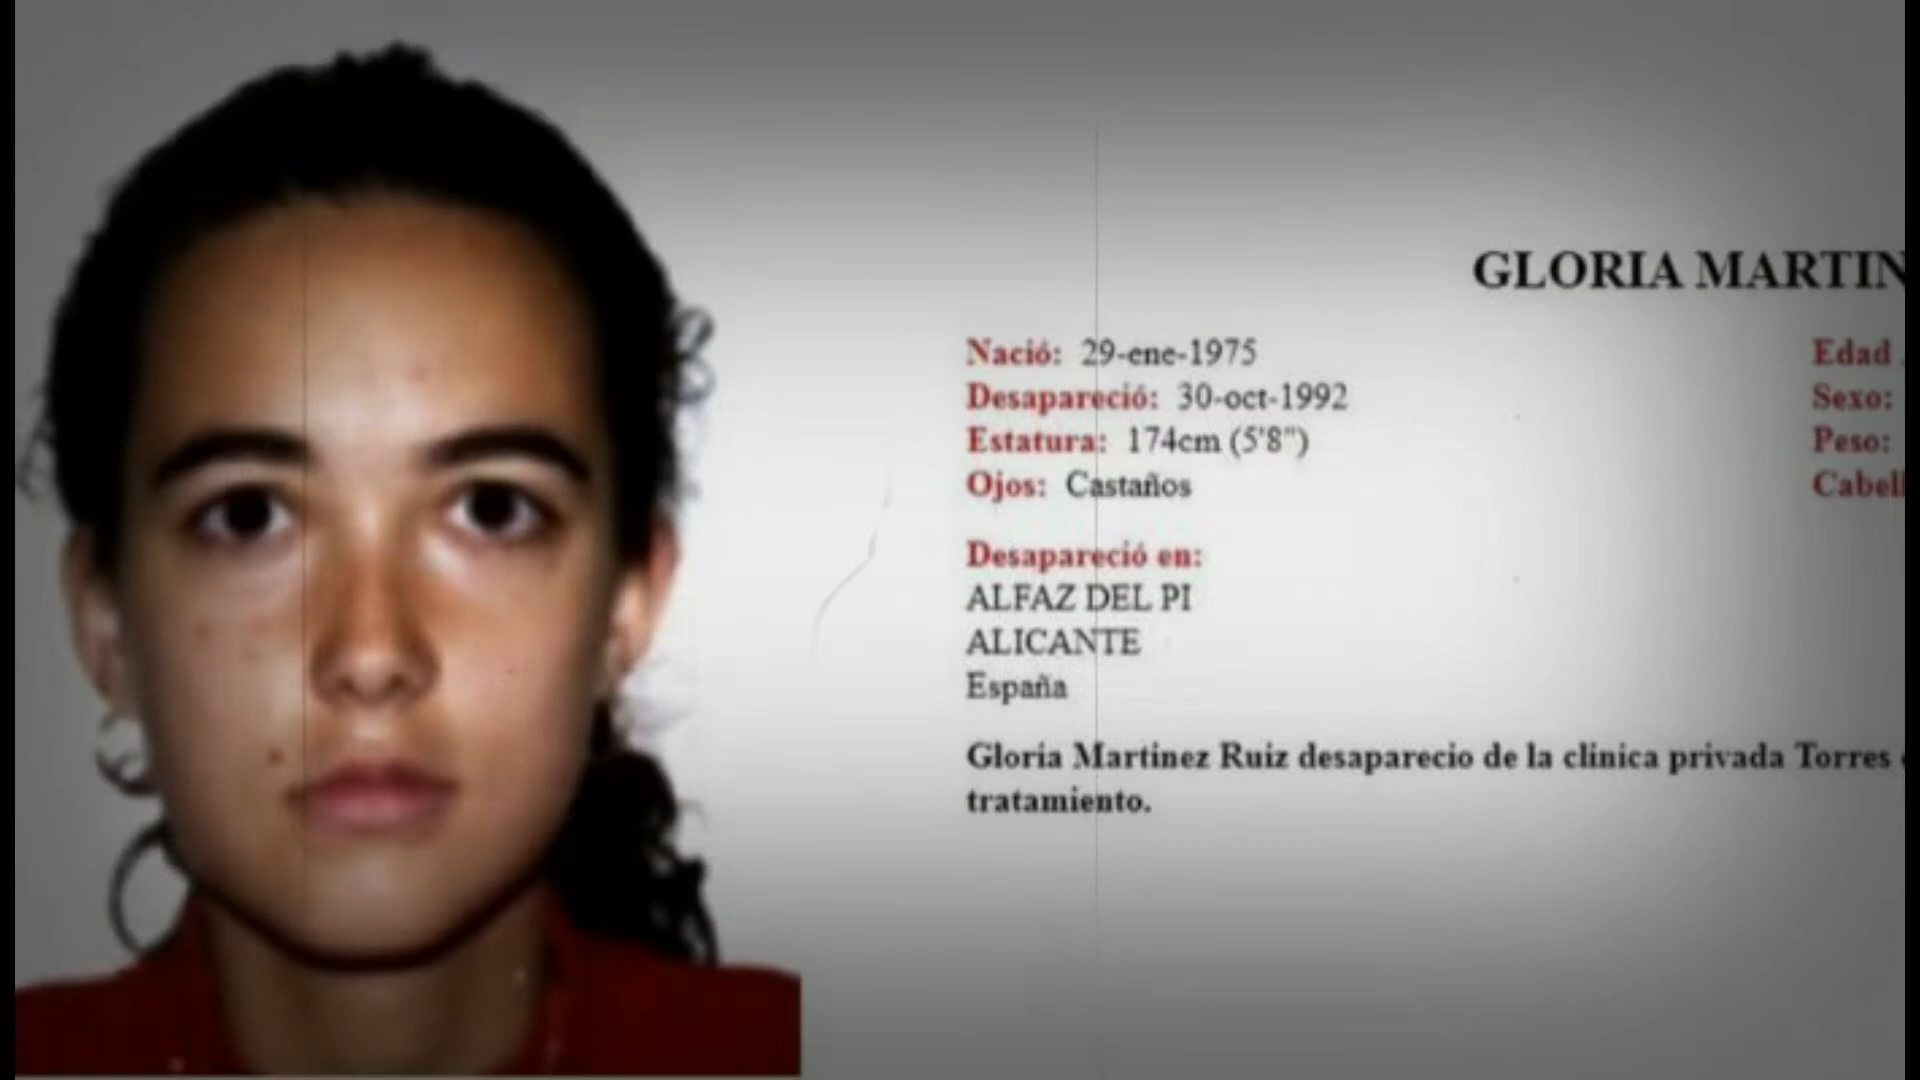 GLORIA MARTIN
Nació: 29-ene-1975
Edad
Desapareció: 30-oct-1992
Sexo:
Estatura: 174cm (5'8")
Peso:
Ojos: Castaños
Cabell
Desapareció en:
ALFAZ DEL PI
ALICANTE
España
Gloria Martinez Ruiz desaparecio de la clinica privada Torres
tratamiento.